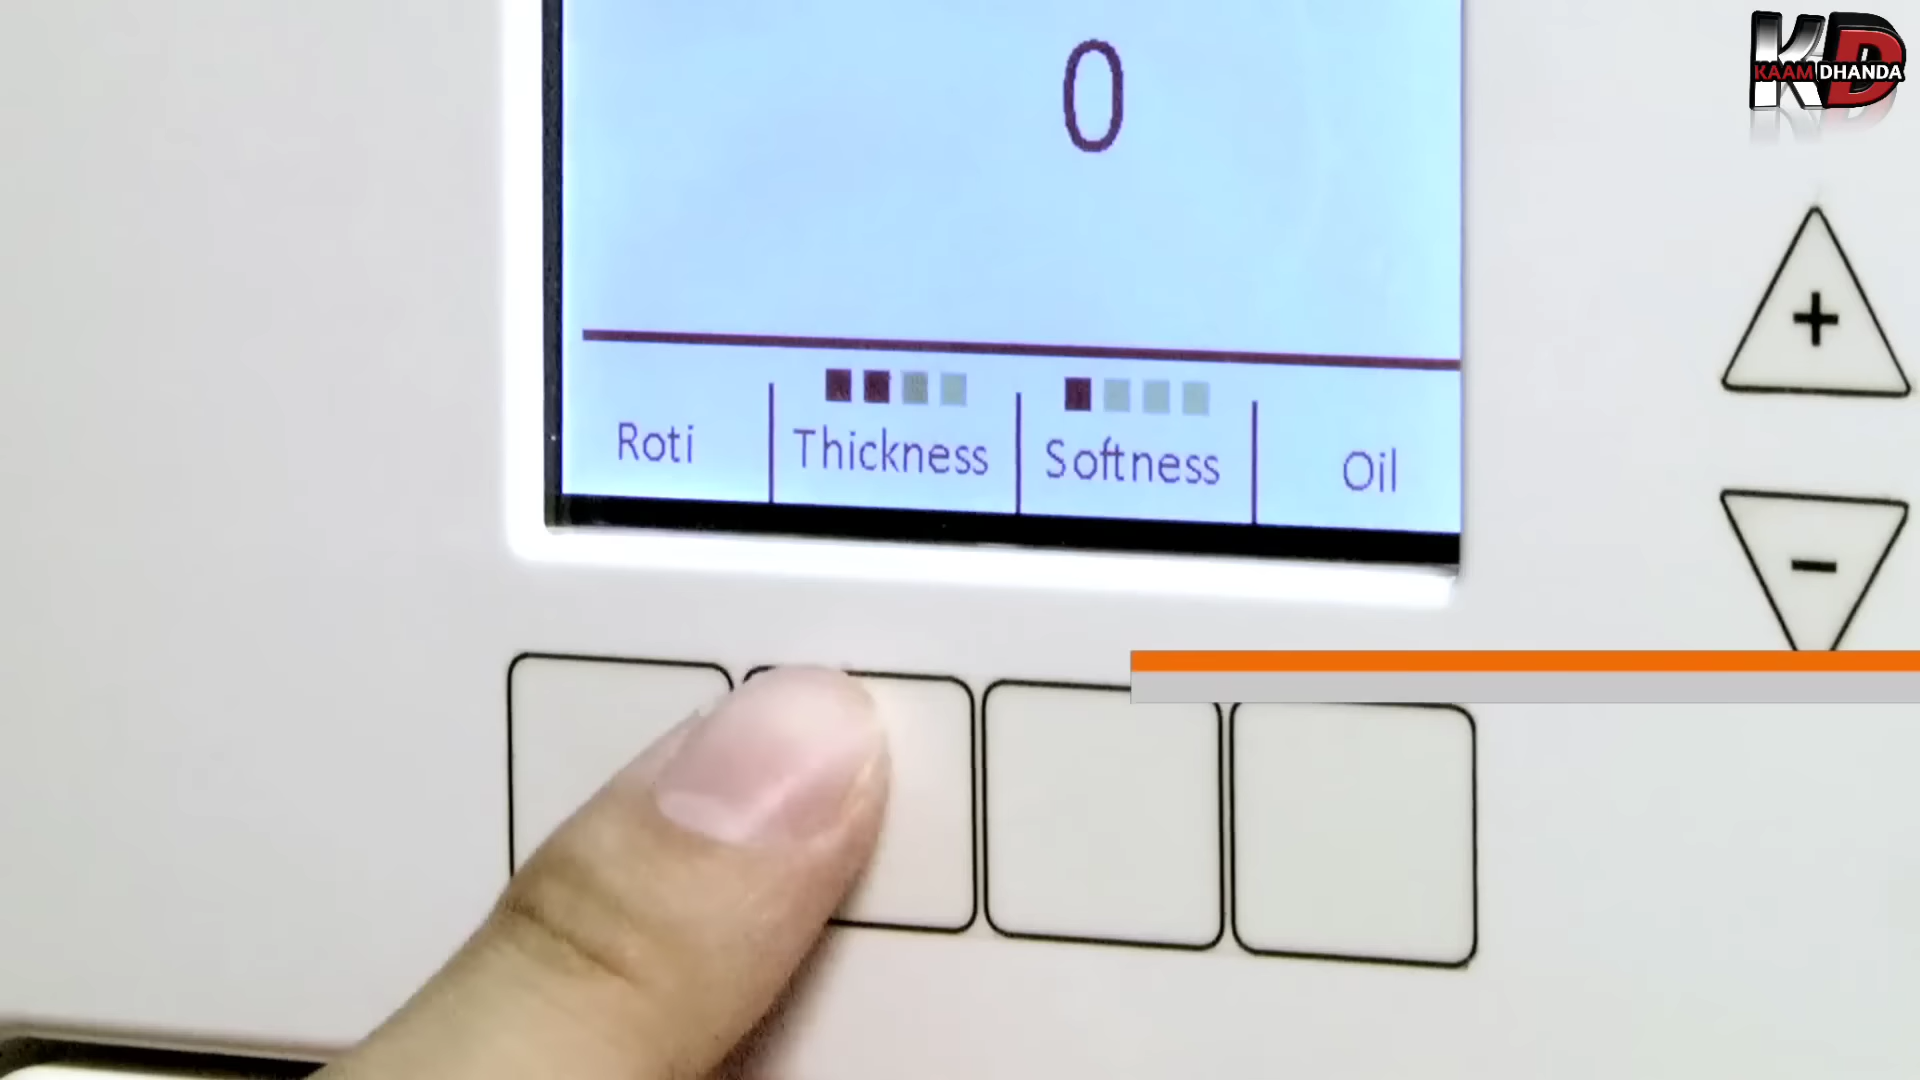 KD
KAAM DHANDA
0
+
Roti
Thickness
Softness
Oil
-